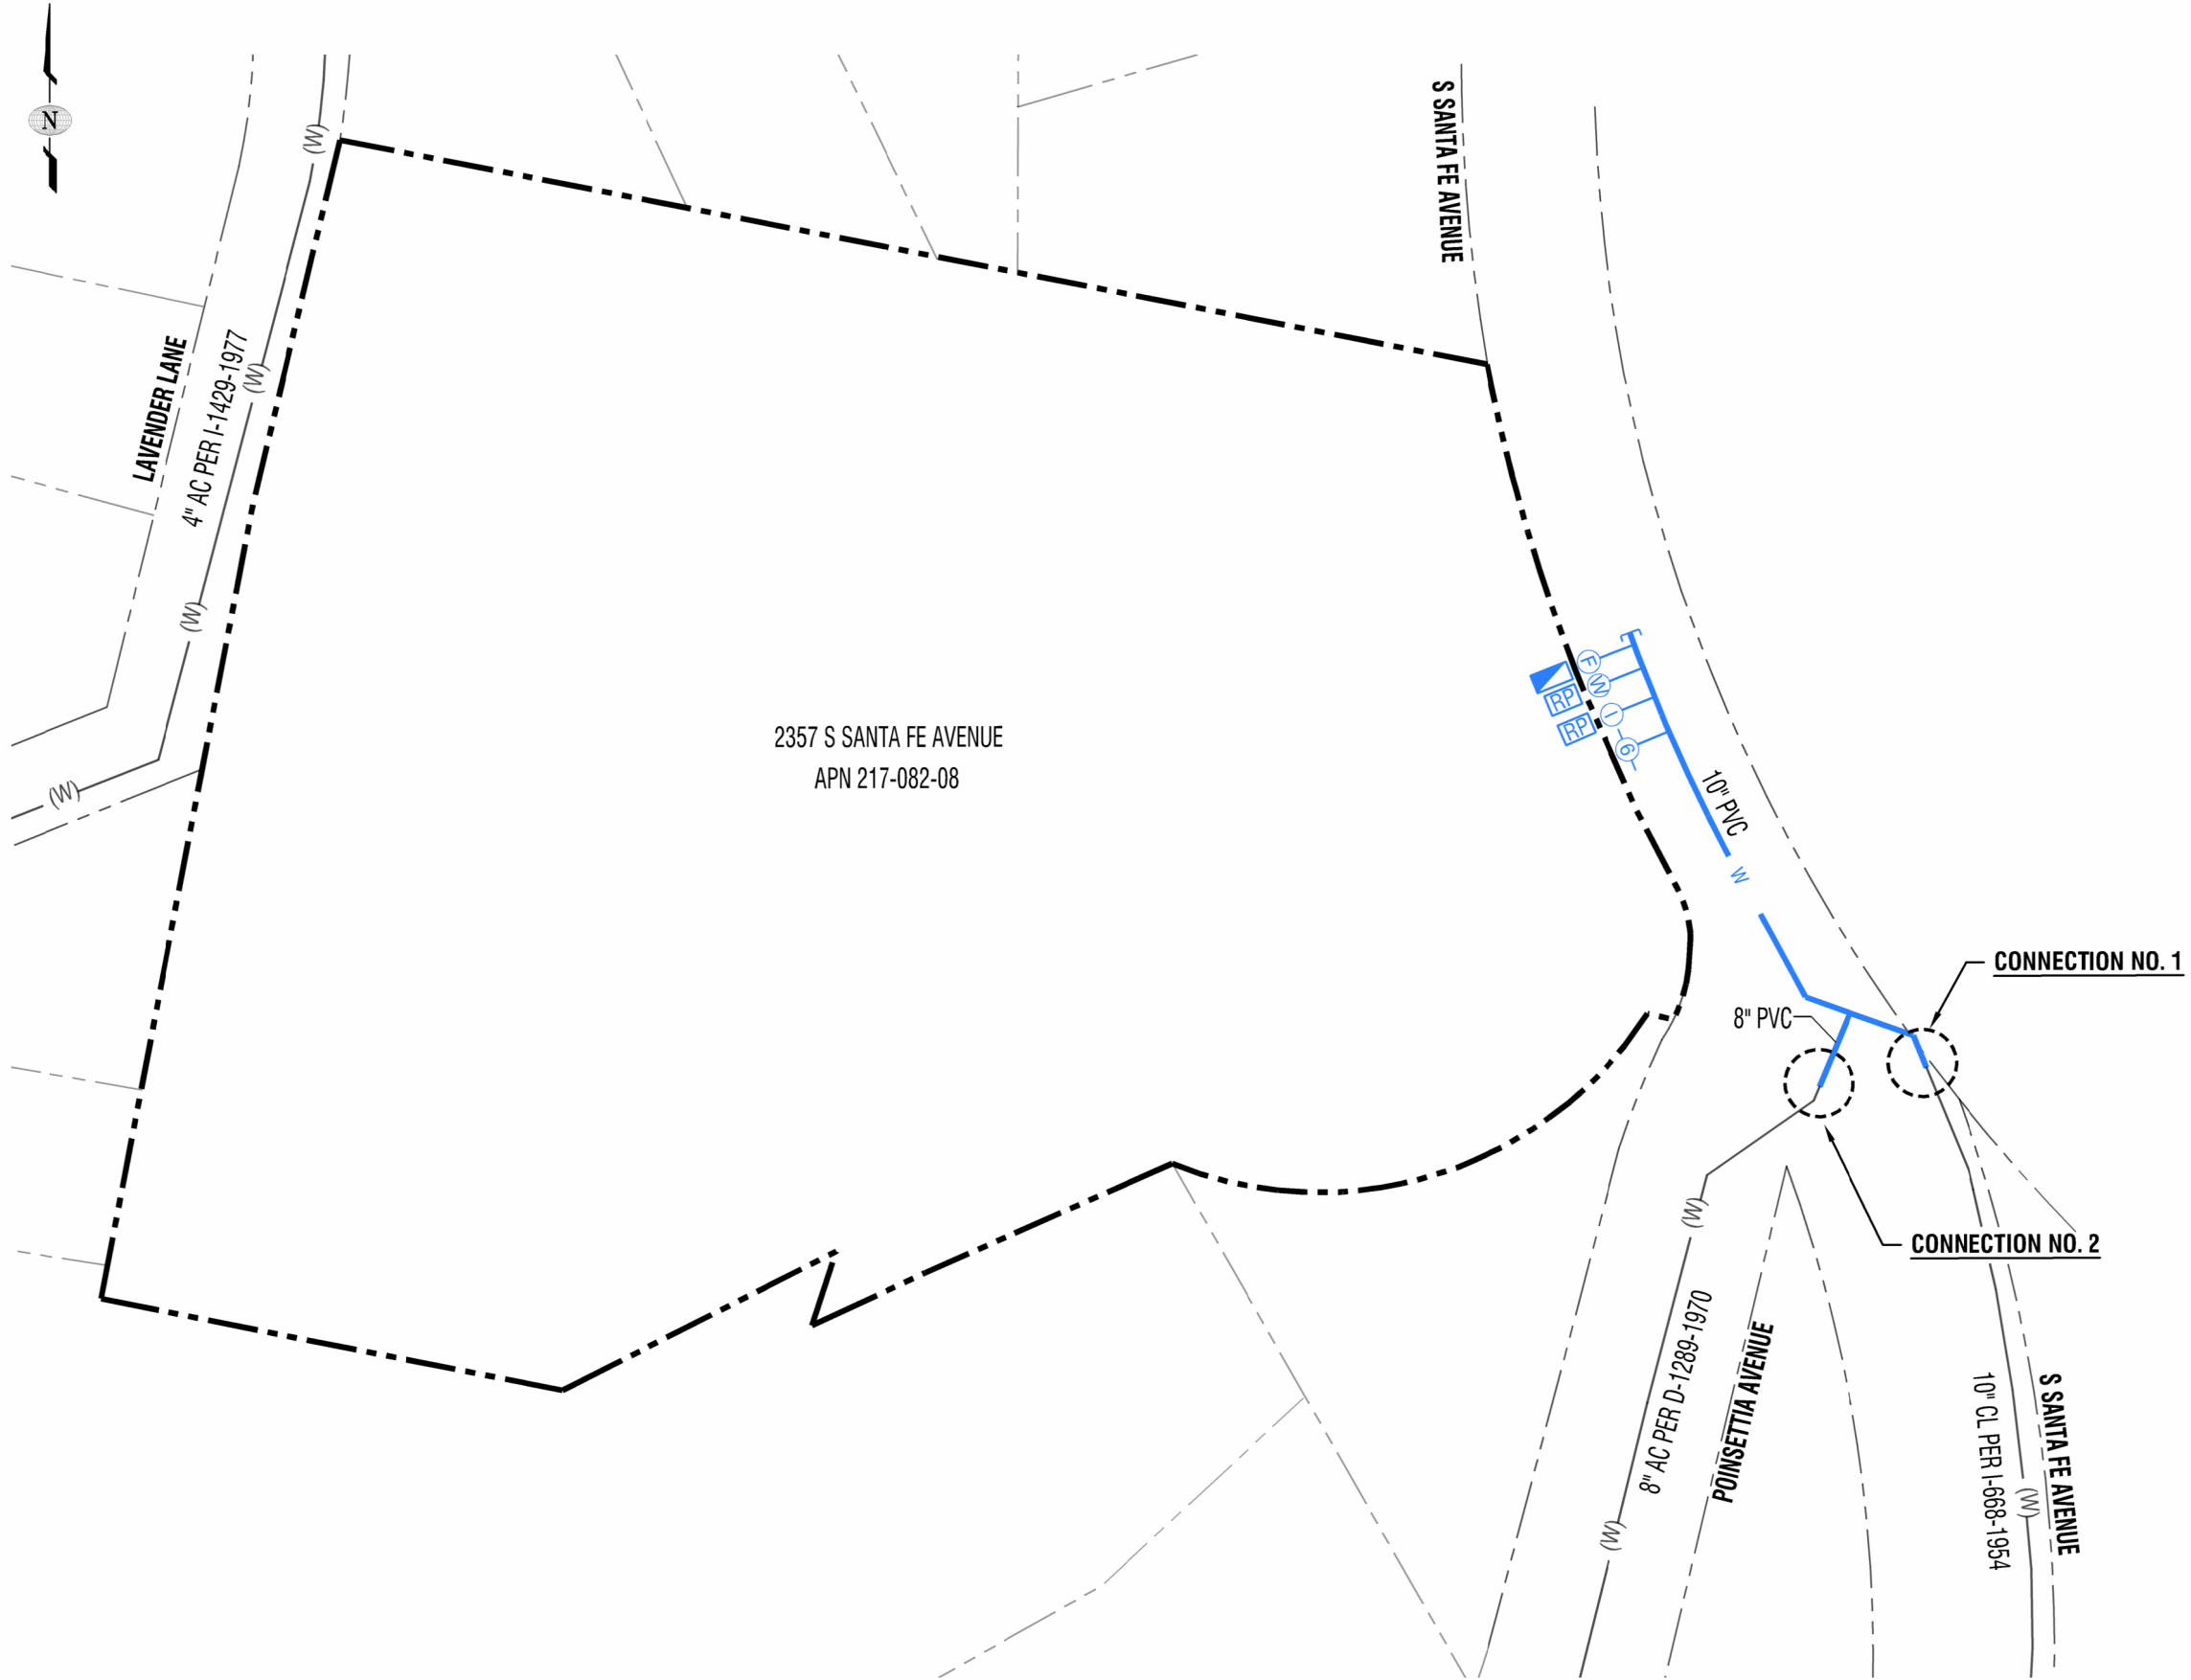 N
S SANTA FE AVENUE
(W)
LAVENDER LANE
4" AC PER I-1429-1977
(W)
(W)
(W)
2357 S SANTA FE AVENUE
APN 217-082-08
F
W
I
6
RP
RP
10" PVC
W
CONNECTION NO. 1
8" PVC
CONNECTION NO. 2
(W)
8" AC PER D-1289-1970
POINSETTIA AVENUE
(W)
10" CL PER I-668-1954
(W)
S SANTA FE AVENUE